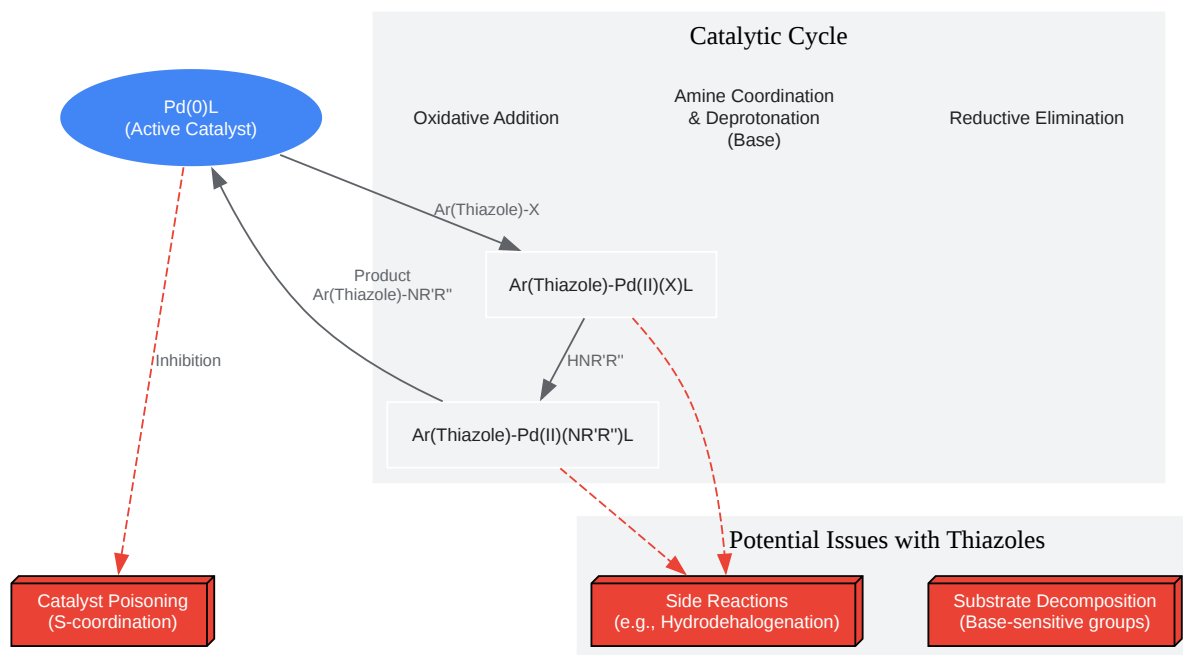 Catalytic Cycle
Pd(0)L
(Active Catalyst)
Oxidative Addition
Amine Coordination
& Deprotonation
(Base)
Reductive Elimination
Ar(Thiazole)-X
Product
Ar(Thiazole)-NR'R"
Ar(Thiazole)-Pd(II)(X)L
Inhibition
HNR'R"
Ar(Thiazole)-Pd(II)(NR'R")L
Potential Issues with Thiazoles
Catalyst Poisoning
(S-coordination)
Side Reactions
(e.g., Hydrodehalogenation)
Substrate Decomposition
(Base-sensitive groups)